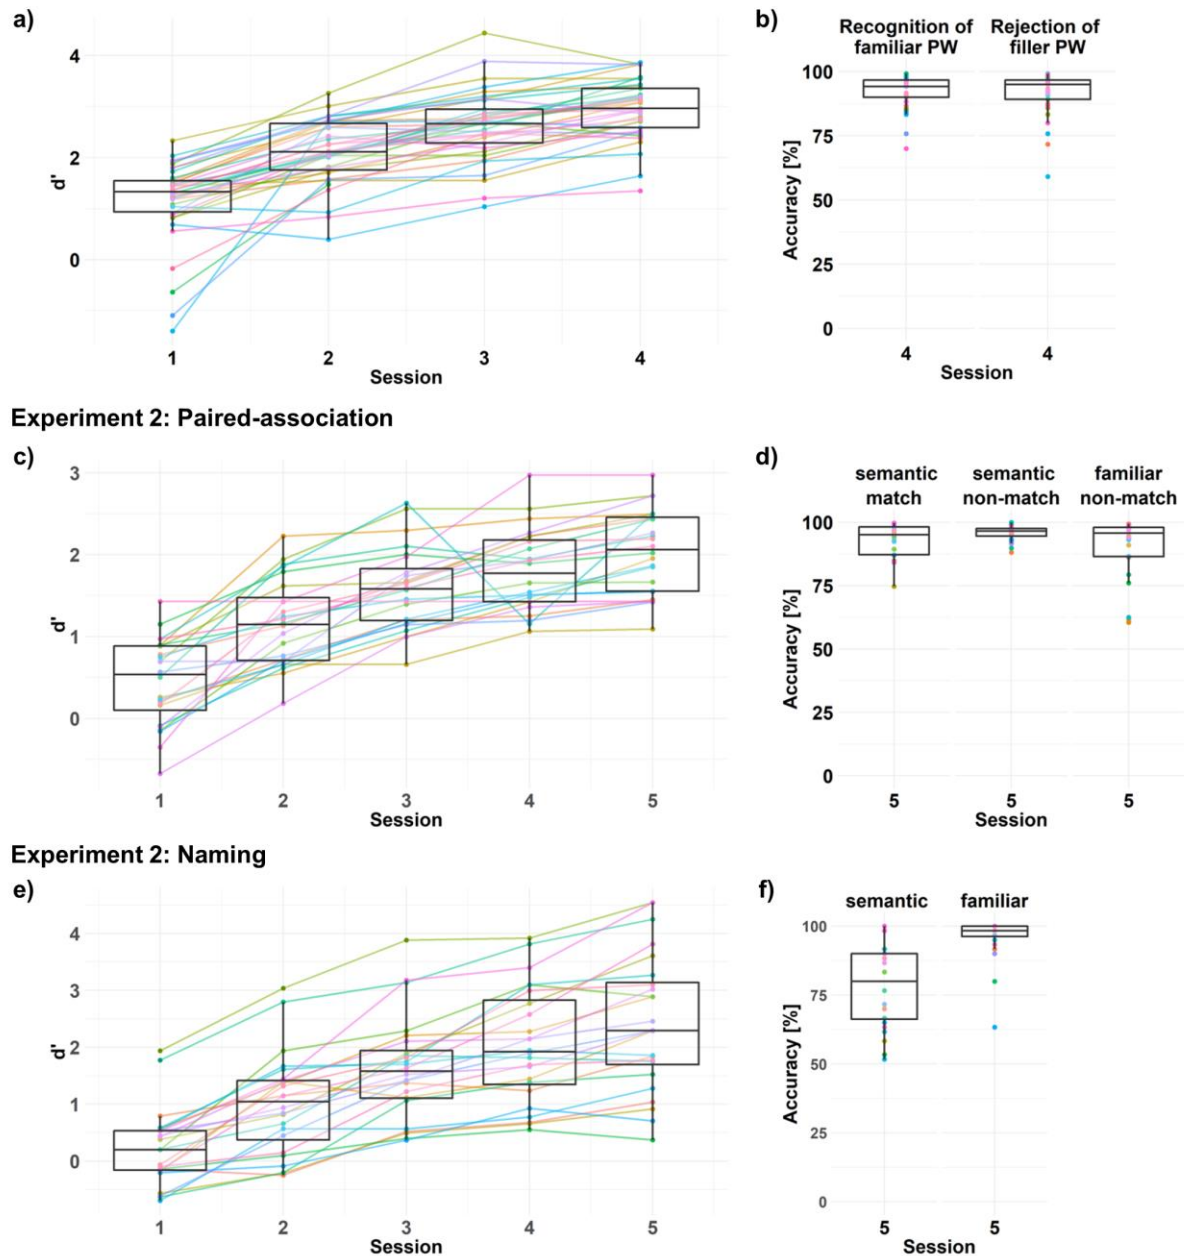 a)
4
2
0
d'
1 2 3 4
Session
b)
Recognition of familiar PW
Rejection of filler PW
100
75
50
25
0
Accuracy [%]
4 4
Session
Experiment 2: Paired-association
c)
3
2
1
0
d'
1 2 3 4 5
Session
d)
semantic match
semantic non-match
familiar non-match
100
75
50
25
0
Accuracy [%]
5 5 5
Session
Experiment 2: Naming
e)
4
3
2
1
0
d'
1 2 3 4 5
Session
f)
semantic familiar
100
75
50
25
0
Accuracy [%]
5 5
Session